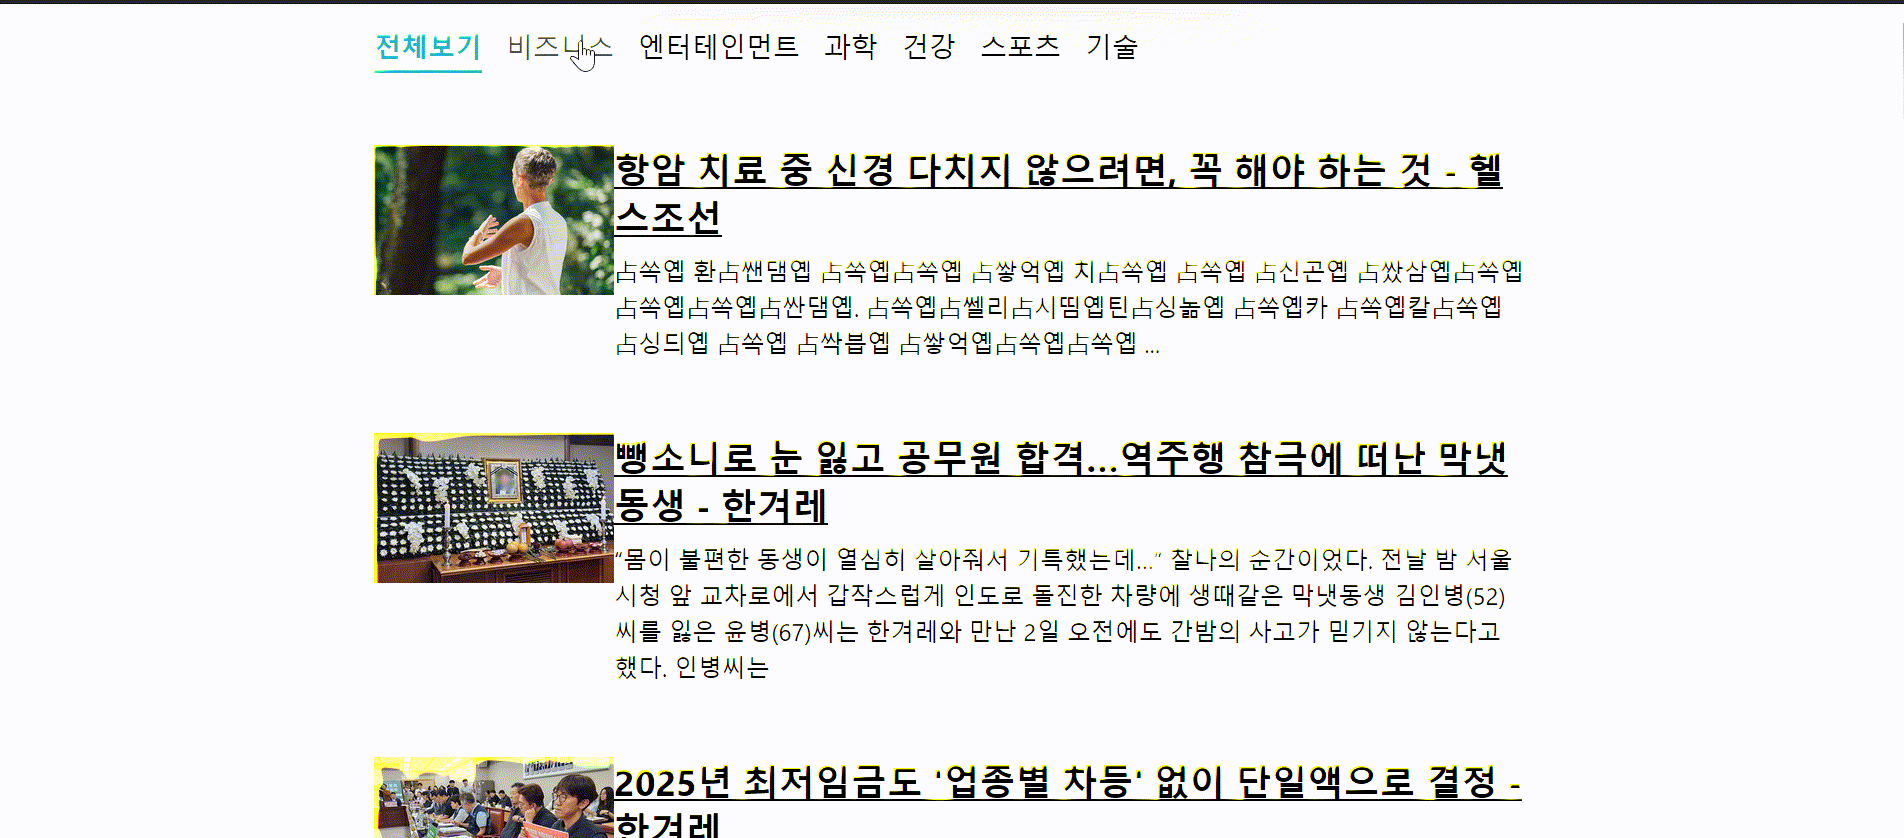 전체보기 비즈니스 엔터테인먼트 과학 건강 스포츠 기술
항암 치료 중 신경 다치지 않으려면, 꼭 해야 하는 것 - 헬
스조선
占쏙옙 환占쌘댐옙 占쏙옙占쏙옙 占쌓억옙 치占쏙옙 占쏙옙 占신곤옙 占쌨삼옙占쏙옙
占쏙옙占쏙옙占싼댐옙. 占쏙옙占쎌리占시띰옙틴占싱놂옙 占쏙옙카 占쏙옙칼占쏙옙
占싱듸옙 占쏙옙 占싹븝옙 占쌓억옙占쏙옙占쏙옙 ...
뺑소니로 눈 잃고 공무원 합격…역주행 참극에 떠난 막냇
동생 - 한겨레
“몸이 불편한 동생이 열심히 살아줘서 기특했는데…” 찰나의 순간이었다. 전날 밤 서울
시청 앞 교차로에서 갑작스럽게 인도로 돌진한 차량에 생때같은 막냇동생 김인병(52)
씨를 잃은 윤병(67)씨는 한겨레와 만난 2일 오전에도 간밤의 사고가 믿기지 않는다고
했다. 인병씨는
2025년 최저임금도 '업종별 차등' 없이 단일액으로 결정 -
한겨레